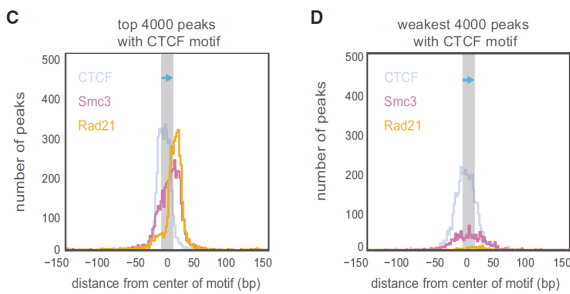 C
top 4000 peaks
with CTCF motif
number of peaks
500
400
300
200
100
0
CTCF
Smc3
Rad21
−150 −100 −50 0 50 100 150
distance from center of motif (bp)
D
weakest 4000 peaks
with CTCF motif
number of peaks
500
400
300
200
100
0
CTCF
Smc3
Rad21
−150 −100 −50 0 50 100 150
distance from center of motif (bp)